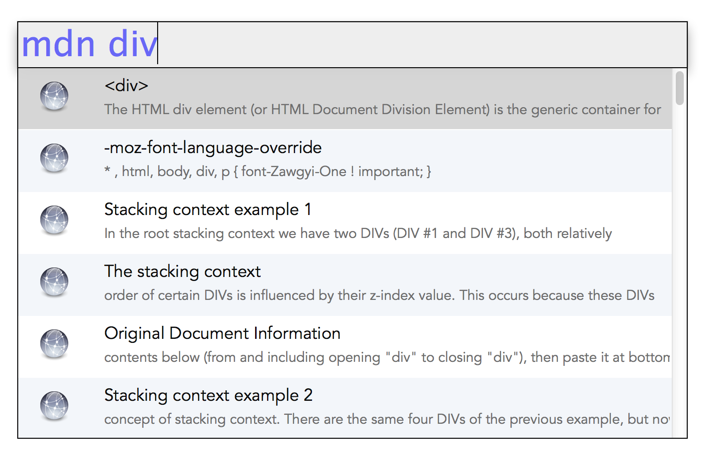 mdn div
<div>
The HTML div element (or HTML Document Division Element) is the generic container for
-moz-font-language-override
* , html, body, div, p { font-Zawgyi-One ! important; }
Stacking context example 1
In the root stacking context we have two DIVs (DIV #1 and DIV #3), both relatively
The stacking context
order of certain DIVs is influenced by their z-index value. This occurs because these DIVs
Original Document Information
contents below (from and including opening "div" to closing "div"), then paste it at bottom
Stacking context example 2
concept of stacking context. There are the same four DIVs of the previous example, but